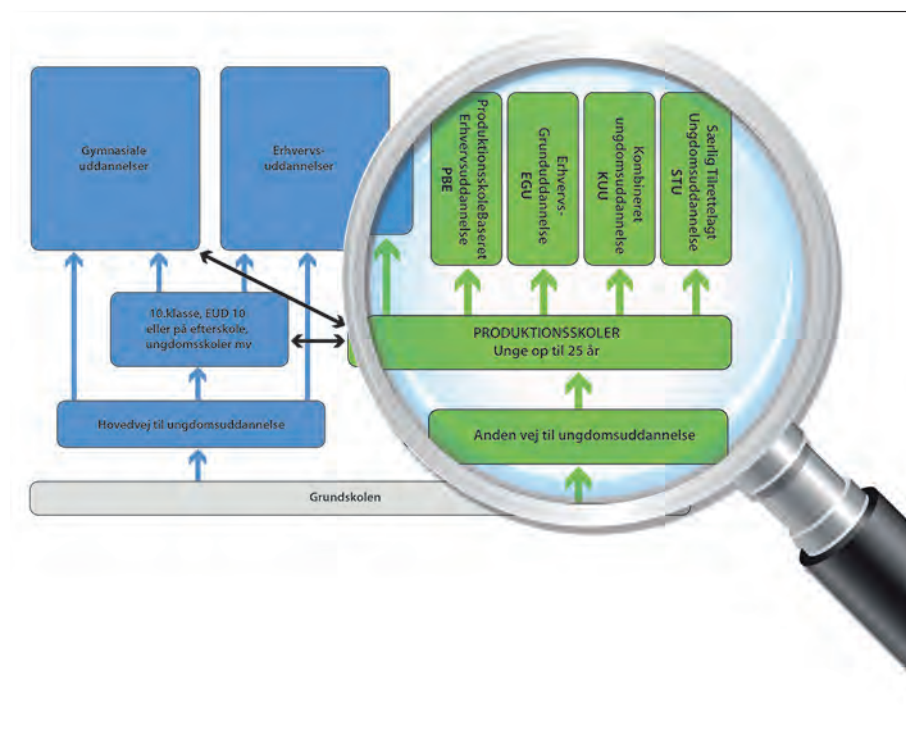 Gymnasiale
uddannelser
Erhvervs-
uddannelser
ProduktionsskoleBaseret
Erhvervsuddannelse
PBE
Erhvervs-
Grunduddannelse
EGU
Kombineret
ungdomsuddannelse
KUU
Særlig Tilrettelagt
Ungdomsuddannelse
STU
10.klasse, EUD 10
eller på efterskole,
ungdomsskoler mv
PRODUKTIONSSKOLER
Unge op til 25 år
Hovedvej til ungdomsuddannelse
Anden vej til ungdomsuddannelse
Grundskolen